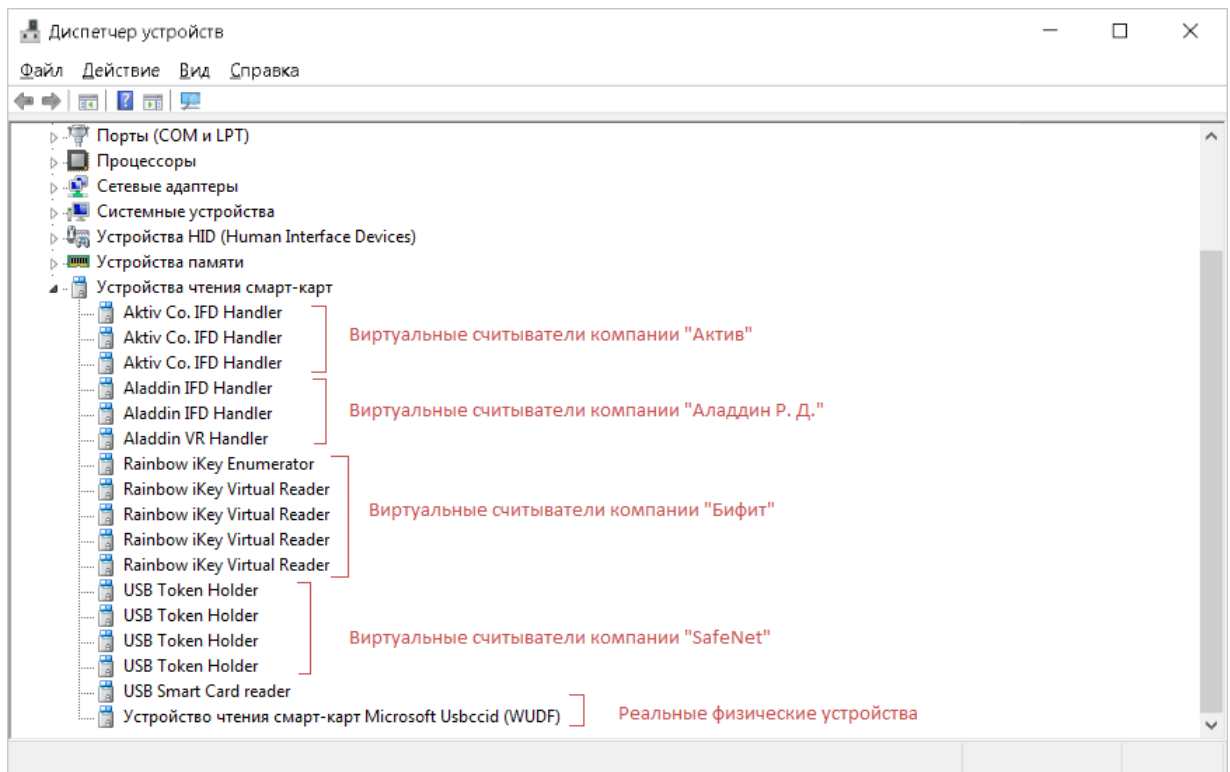 Диспетчер устройств
Файл Действие Вид Справка
Порты (COM и LPT)
Процессоры
Сетевые адаптеры
Системные устройства
Устройства HID (Human Interface Devices)
Устройства памяти
Устройства чтения смарт-карт
Aktiv Co. IFD Handler
Aktiv Co. IFD Handler
Виртуальные считыватели компании "Актив"
Aktiv Co. IFD Handler
Aladdin IFD Handler
Aladdin IFD Handler
Виртуальные считыватели компании "Аладдин Р. Д."
Aladdin VR Handler
Rainbow iKey Enumerator
Rainbow iKey Virtual Reader
Rainbow iKey Virtual Reader
Виртуальные считыватели компании "Бифит"
Rainbow iKey Virtual Reader
Rainbow iKey Virtual Reader
USB Token Holder
USB Token Holder
USB Token Holder
Виртуальные считыватели компании "SafeNet"
USB Token Holder
USB Smart Card reader
Устройство чтения смарт-карт Microsoft Usbccid (WUDF)
Реальные физические устройства